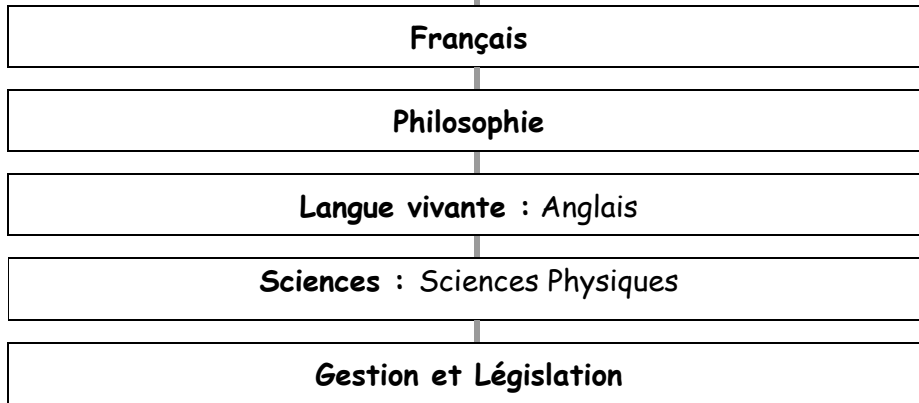 Français
Philosophie
Langue vivante : Anglais
Sciences : Sciences Physiques
Gestion et Législation